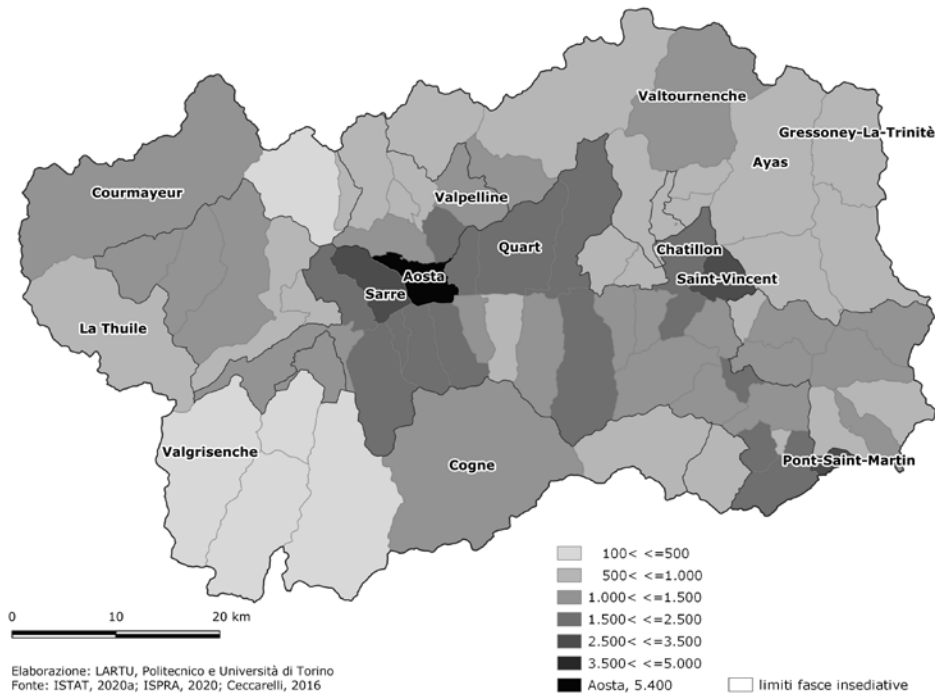 Valtournenche
Gressoney-La-Trinitè
Ayas
Courmayeur
Valpelline
Quart
Chatillon
Aosta
Saint-Vincent
Sarre
La Thuile
Valgrisenche
Cogne
Pont-Saint-Martin
100< <=500
500< <=1.000
1.000< <=1.500
1.500< <=2.500
2.500< <=3.500
3.500< <=5.000
Aosta, 5.400
limiti fasce insediative
0 10 20 km
Elaborazione: LARTU, Politecnico e Università di Torino
Fonte: ISTAT, 2020a; ISPRA, 2020; Ceccarelli, 2016